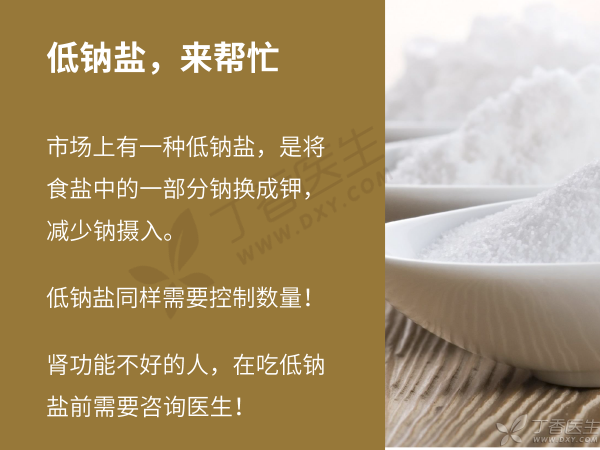 低钠盐，来帮忙
市场上有一种低钠盐，是将
食盐中的一部分钠换成钾，
减少钠摄入。
低钠盐同样需要控制数量！
肾功能不好的人，在吃低钠
盐前需要咨询医生！
丁香医生
WWW.DXY.COM
丁香医生
WWW.DXY.COM